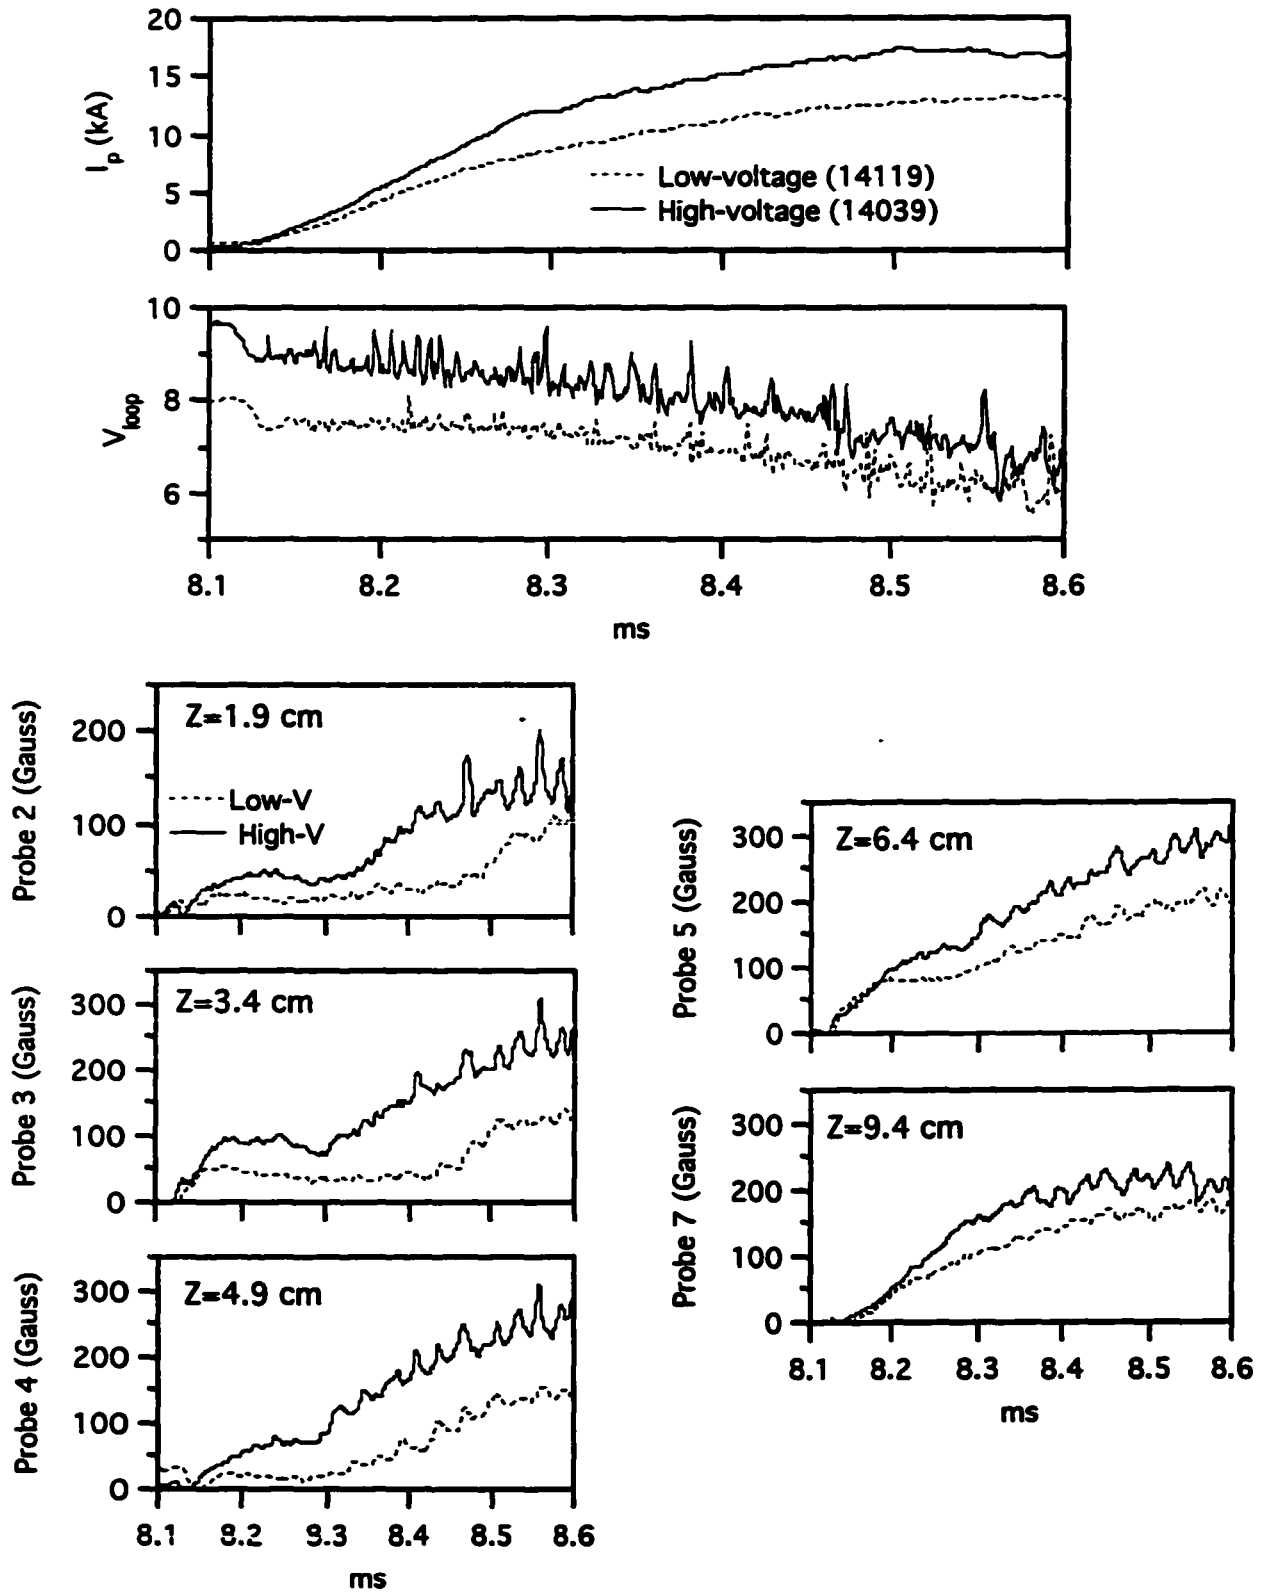 20
15
10
5
0
I_p (kA)
Low-voltage (14119)
High-voltage (14039)
10
8
6
V_loop
8.1 8.2 8.3 8.4 8.5 8.6
ms
Z=1.9 cm
200
100
0
Probe 2 (Gauss)
Low-V
High-V
Z=3.4 cm
300
200
100
0
Probe 3 (Gauss)
Z=4.9 cm
300
200
100
0
Probe 4 (Gauss)
8.1 8.2 8.3 8.4 8.5 8.6
ms
Z=6.4 cm
300
200
100
0
Probe 5 (Gauss)
Z=9.4 cm
300
200
100
0
Probe 7 (Gauss)
8.1 8.2 8.3 8.4 8.5 8.6
ms